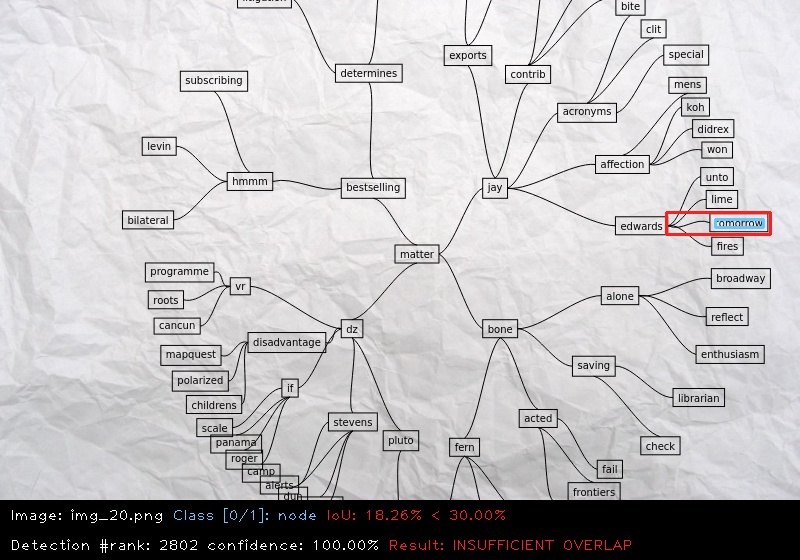 bite
clit
exports
special
determines
contrib
subscribing
mens
koh
acronyms
didrex
levin
won
affection
unto
hmmm
bestselling
jay
lime
bilateral
edwards
omorrow
fires
matter
programme
broadway
vr
alone
roots
reflect
cancun
dz
bone
disadvantage
mapquest
enthusiasm
saving
polarized
if
librarian
childrens
acted
stevens
scale
pluto
panama
fern
check
roger
camp
fail
alerts
frontiers
Image: img_20.png Class [0/1]: node IoU: 18.26% < 30.00%
Detection #rank: 2802 confidence: 100.00% Result: INSUFFICIENT OVERLAP